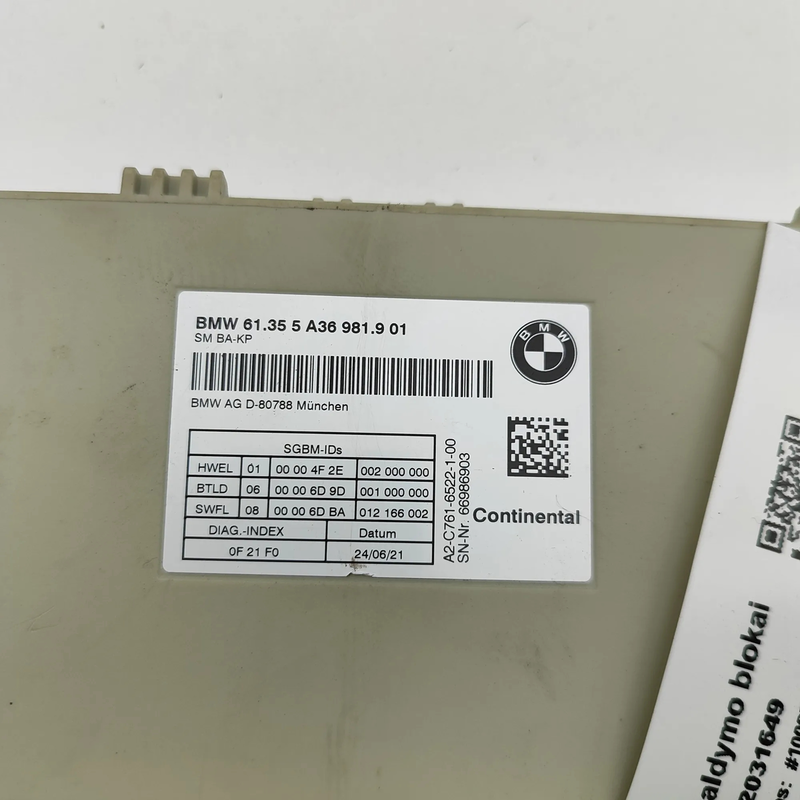 BMW 61.35 5 A36 981.9 01
SM BA-KP
BMW AG D-80788 München
BMW
SGBM-IDs
HWEL 01 00 00 4F 2E 002 000 000
BTLD 06 00 00 6D 9D 001 000 000
SWFL 08 00 00 6D BA 012 166 002
DIAG.-INDEX Datum
0F 21 F0 24/06/21
A2-C761-6522-1-00
SN-Nr. 66986903
Continental
aldymo blokai
2031649